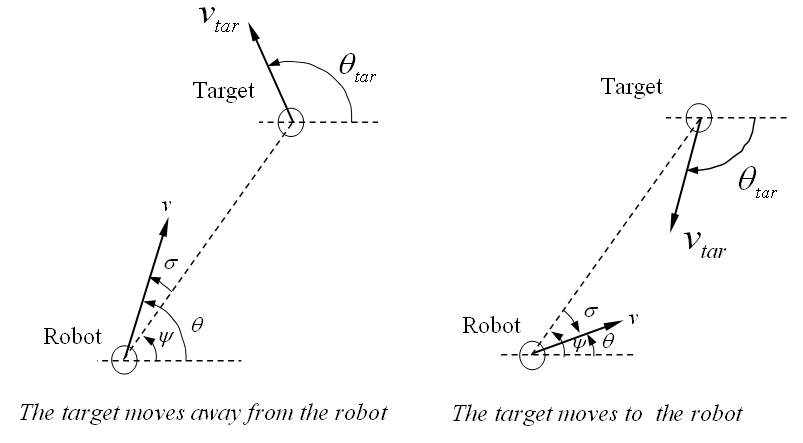 v_tar
θ_tar
Target
v
σ
Robot
ψ
θ
The target moves away from the robot
Target
θ_tar
v_tar
σ
v
Robot
ψ
θ
The target moves to the robot